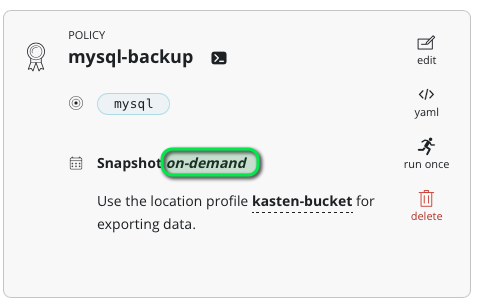 POLICY
mysql-backup
edit
mysql
yaml
Snapshot on-demand
run once
Use the location profile kasten-bucket for
exporting data.
delete